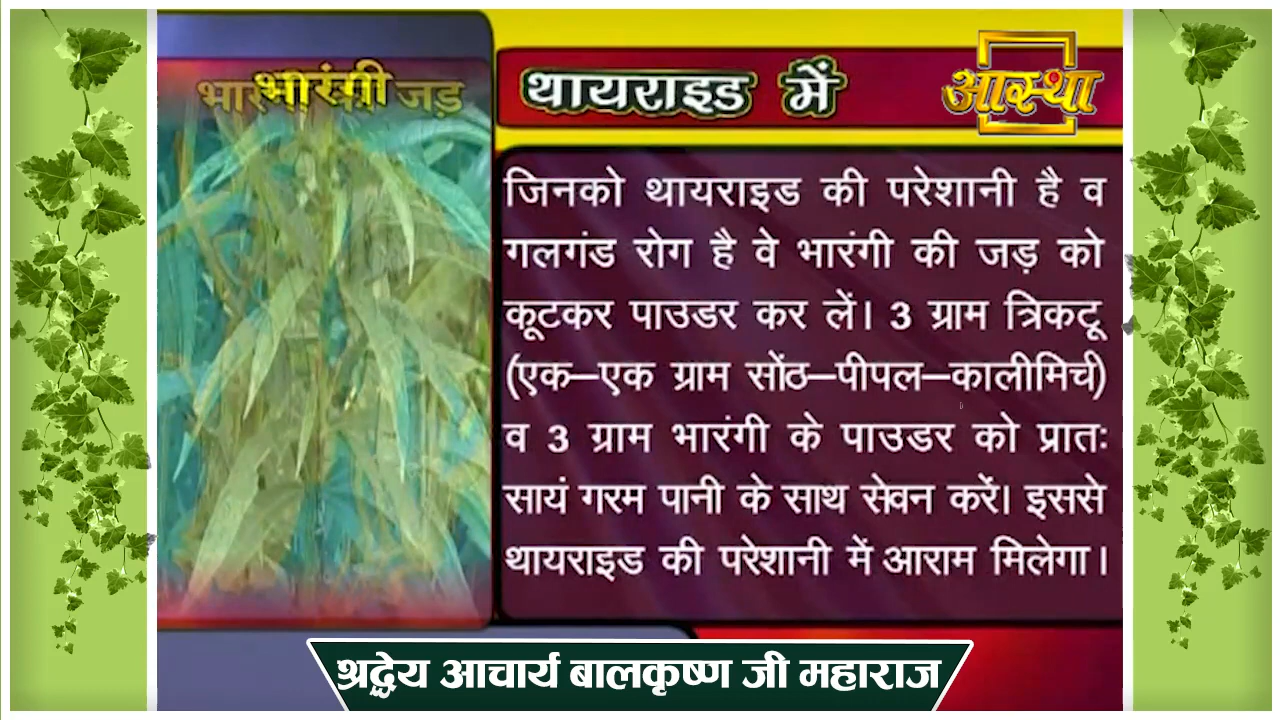 भारंगी
जड़
थायराइड में
आस्था
जिनको थायराइड की परेशानी है व
गलगंड रोग है वे भारंगी की जड़ को
कूटकर पाउडर कर लें। 3 ग्राम त्रिकटू
(एक–एक ग्राम सोंठ–पीपल–कालीमिर्च)
व 3 ग्राम भारंगी के पाउडर को प्रातः
सायं गरम पानी के साथ सेवन करें। इससे
थायराइड की परेशानी में आराम मिलेगा।
श्रद्धेय आचार्य बालकृष्ण जी महाराज